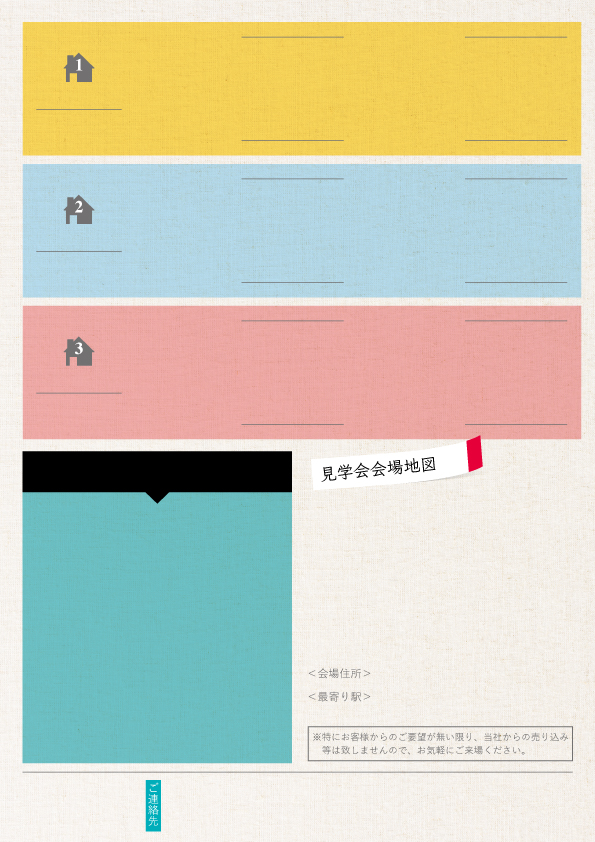 1
2
3
見学会会場地図
＜会場住所＞
＜最寄り駅＞
※特にお客様からのご要望が無い限り、当社からの売り込み
等は致しませんので、お気軽にご来場ください。
ご連絡先